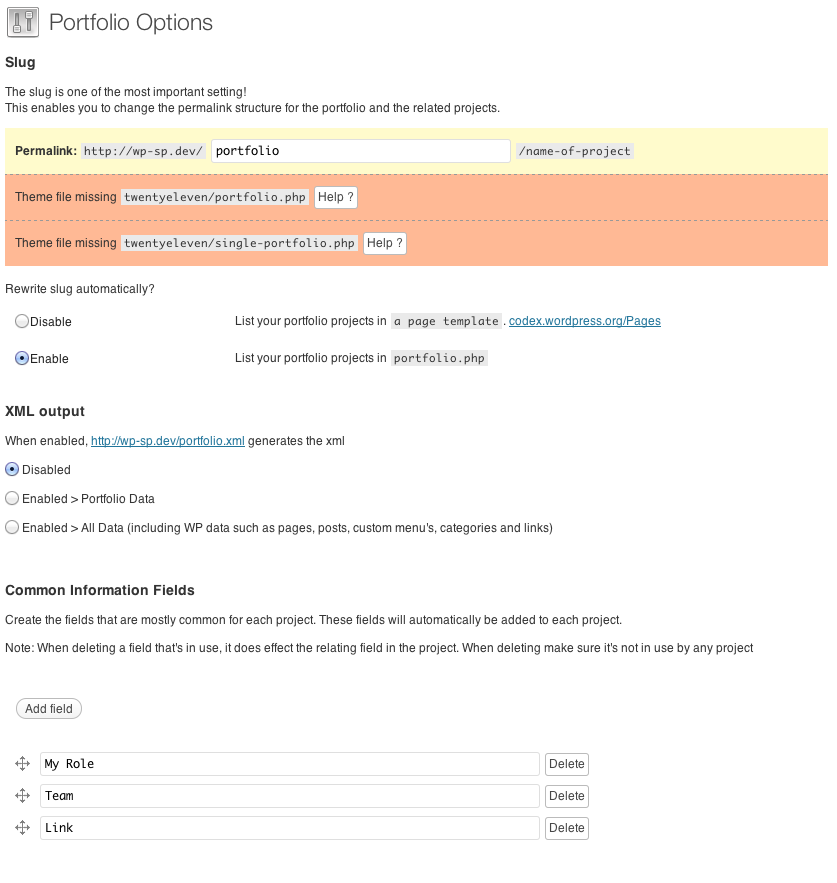 Portfolio Options
Slug
The slug is one of the most important setting!
This enables you to change the permalink structure for the portfolio and the related projects.
Permalink: http://wp-sp.dev/ portfolio /name-of-project
Theme file missing twentyeleven/portfolio.php Help ?
Theme file missing twentyeleven/single-portfolio.php Help ?
Rewrite slug automatically?
Disable List your portfolio projects in a page template. codex.wordpress.org/Pages
Enable List your portfolio projects in portfolio.php
XML output
When enabled, http://wp-sp.dev/portfolio.xml generates the xml
Disabled
Enabled > Portfolio Data
Enabled > All Data (including WP data such as pages, posts, custom menu's, categories and links)
Common Information Fields
Create the fields that are mostly common for each project. These fields will automatically be added to each project.
Note: When deleting a field that's in use, it does effect the relating field in the project. When deleting make sure it's not in use by any project
Add field
My Role Delete
Team Delete
Link Delete